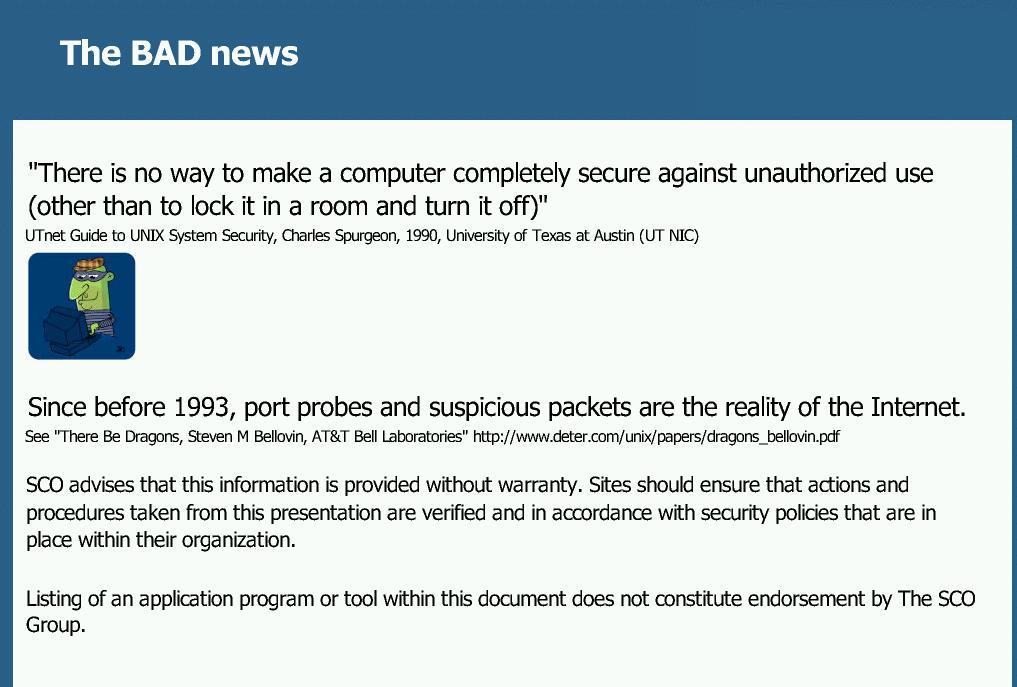 The BAD news
"There is no way to make a computer completely secure against unauthorized use
(other than to lock it in a room and turn it off)"
UTnet Guide to UNIX System Security, Charles Spurgeon, 1990, University of Texas at Austin (UT NIC)
Since before 1993, port probes and suspicious packets are the reality of the Internet.
See "There Be Dragons, Steven M Bellovin, AT&T Bell Laboratories" http://www.deter.com/unix/papers/dragons_bellovin.pdf
SCO advises that this information is provided without warranty. Sites should ensure that actions and
procedures taken from this presentation are verified and in accordance with security policies that are in
place within their organization.
Listing of an application program or tool within this document does not constitute endorsement by The SCO
Group.